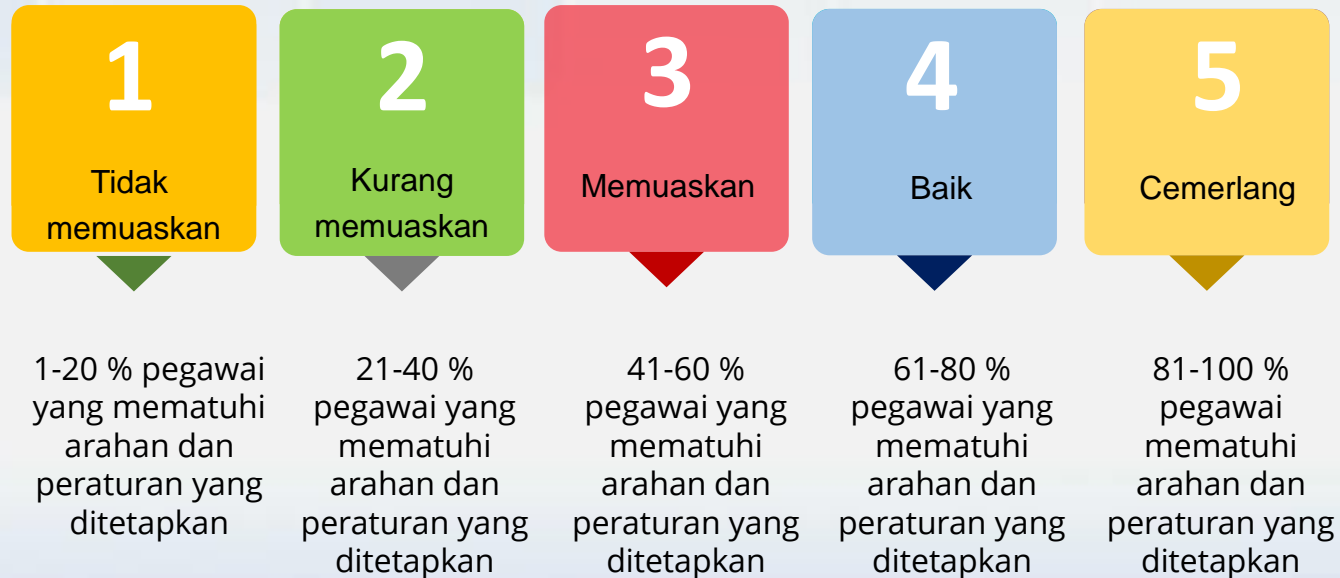 1
Tidak
memuaskan
1-20 % pegawai
yang mematuhi
arahan dan
peraturan yang
ditetapkan
2
Kurang
memuaskan
21-40 %
pegawai yang
mematuhi
arahan dan
peraturan yang
ditetapkan
3
Memuaskan
41-60 %
pegawai yang
mematuhi
arahan dan
peraturan yang
ditetapkan
4
Baik
61-80 %
pegawai yang
mematuhi
arahan dan
peraturan yang
ditetapkan
5
Cemerlang
81-100 %
pegawai
mematuhi
arahan dan
peraturan yang
ditetapkan